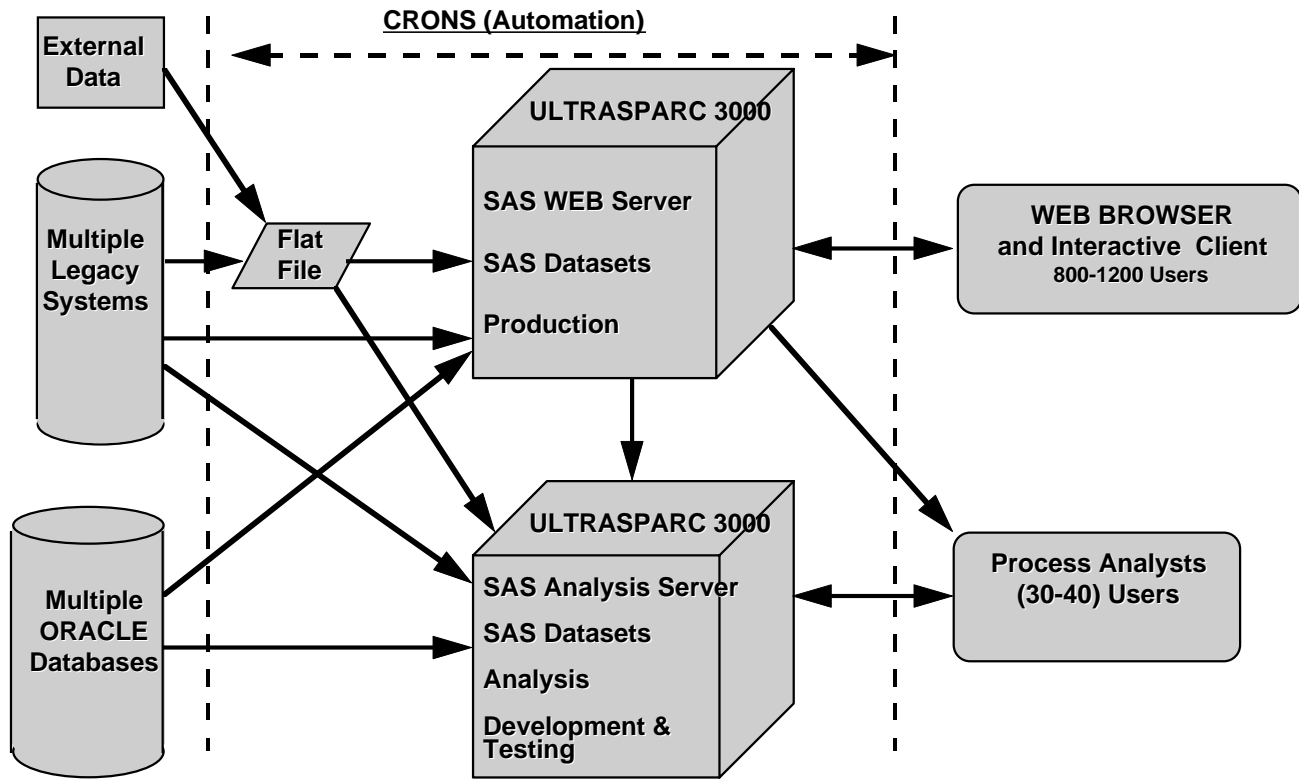 CRONS (Automation)
External
Data
ULTRASPARC 3000
SAS WEB Server
SAS Datasets
Production
Multiple
Legacy
Systems
Flat
File
WEB BROWSER
and Interactive Client
800-1200 Users
ULTRASPARC 3000
SAS Analysis Server
SAS Datasets
Analysis
Development &
Testing
Multiple
ORACLE
Databases
Process Analysts
(30-40) Users